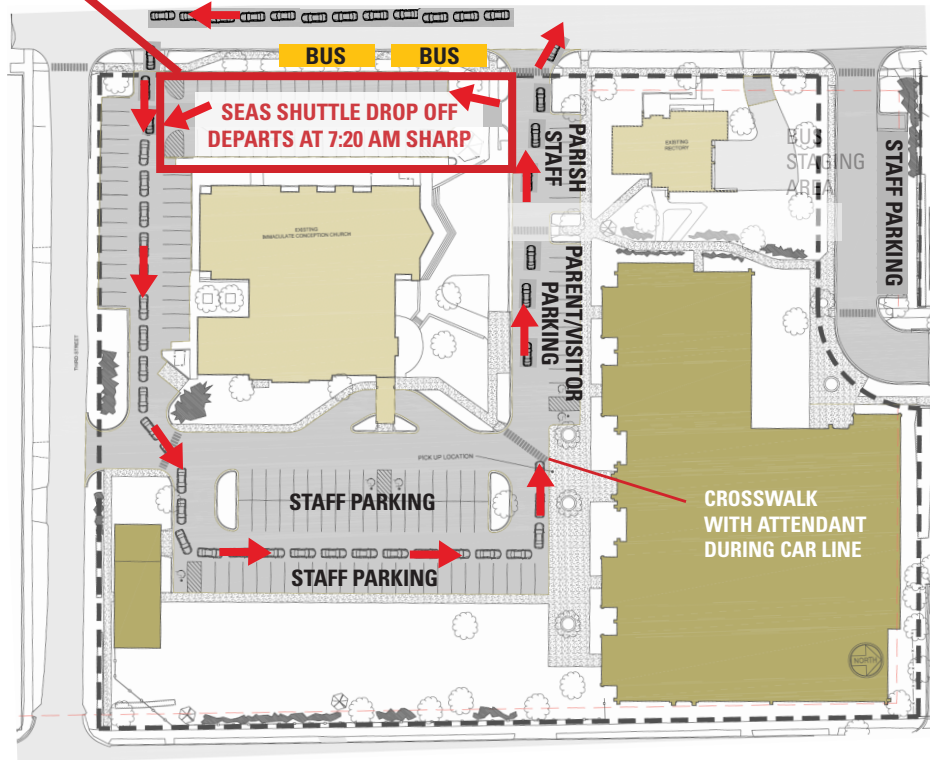 BUS
BUS
SEAS SHUTTLE DROP OFF
DEPARTS AT 7:20 AM SHARP
PARISH
STAFF
EXISTING
RECTORY
BUS
STAGING
AREA
STAFF PARKING
EXISTING
IMMACULATE CONCEPTION CHURCH
PARENT/VISITOR
PARKING
THIRD STREET
PICK UP LOCATION
STAFF PARKING
CROSSWALK
WITH ATTENDANT
DURING CAR LINE
STAFF PARKING
NORTH